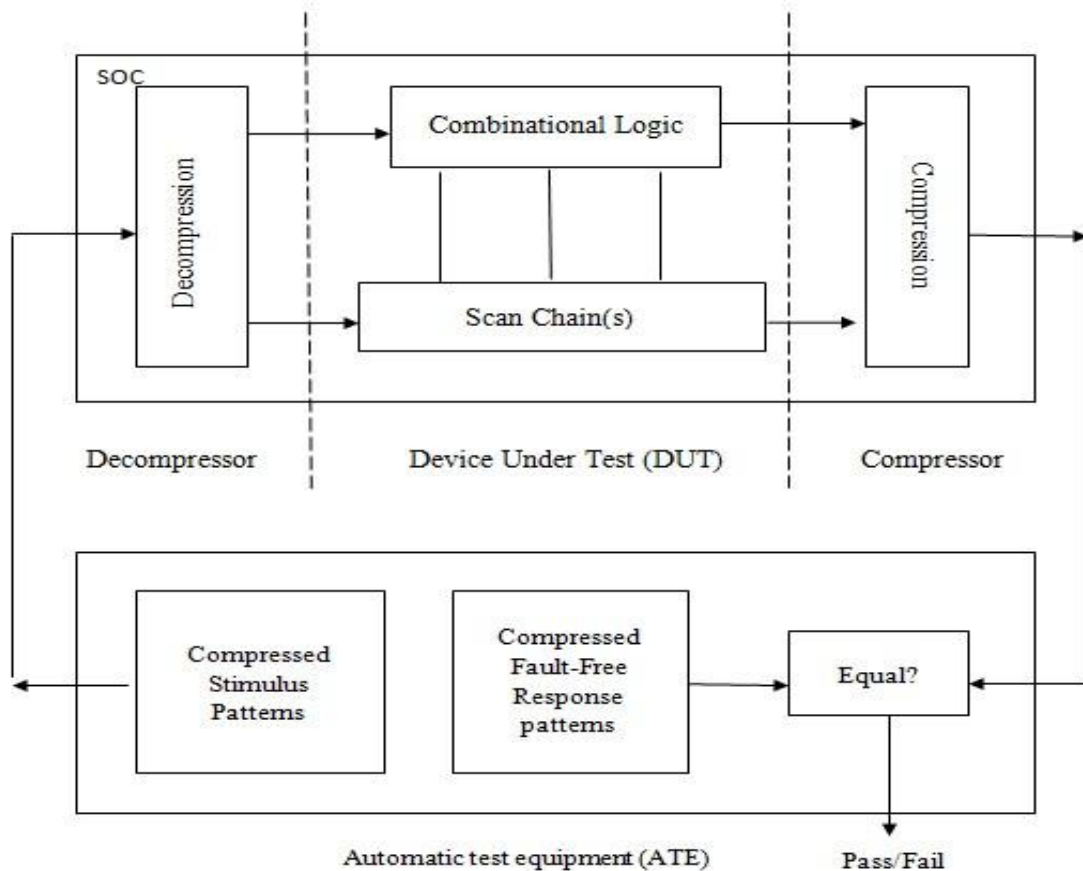 SOC
Decompression
Combinational Logic
Scan Chain(s)
Compression
Decompressor
Device Under Test (DUT)
Compressor
Compressed
Stimulus
Patterns
Compressed
Fault-Free
Response
patterns
Equal?
Automatic test equipment (ATE)
Pass/Fail